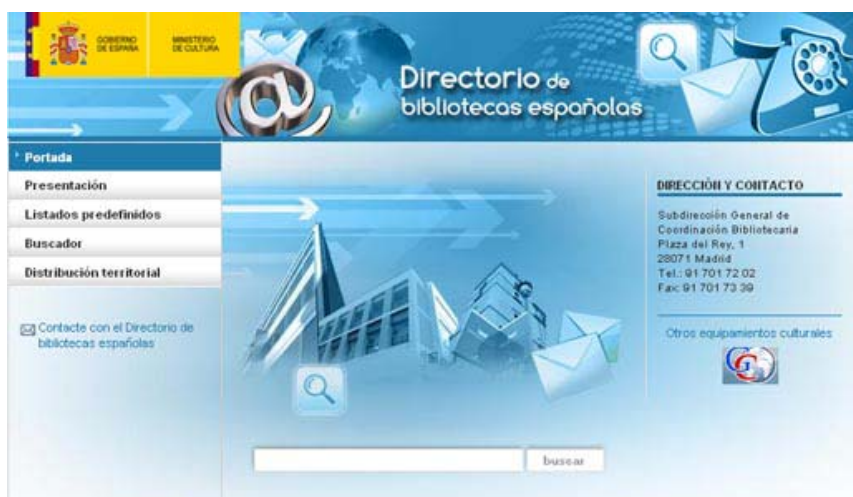 GOBIERNO
DE ESPAÑA
MINISTERIO
DE CULTURA
Directorio de
bibliotecas españolas
Portada
Presentación
Listados predefinidos
Buscador
Distribución territorial
Contacte con el Directorio de
bibliotecas españolas
DIRECCIÓN Y CONTACTO
Subdirección General de
Coordinación Bibliotecaria
Plaza del Rey, 1
28071 Madrid
Tel.: 91 701 72 02
Fax: 91 701 73 39
Otros equipamientos culturales
buscar